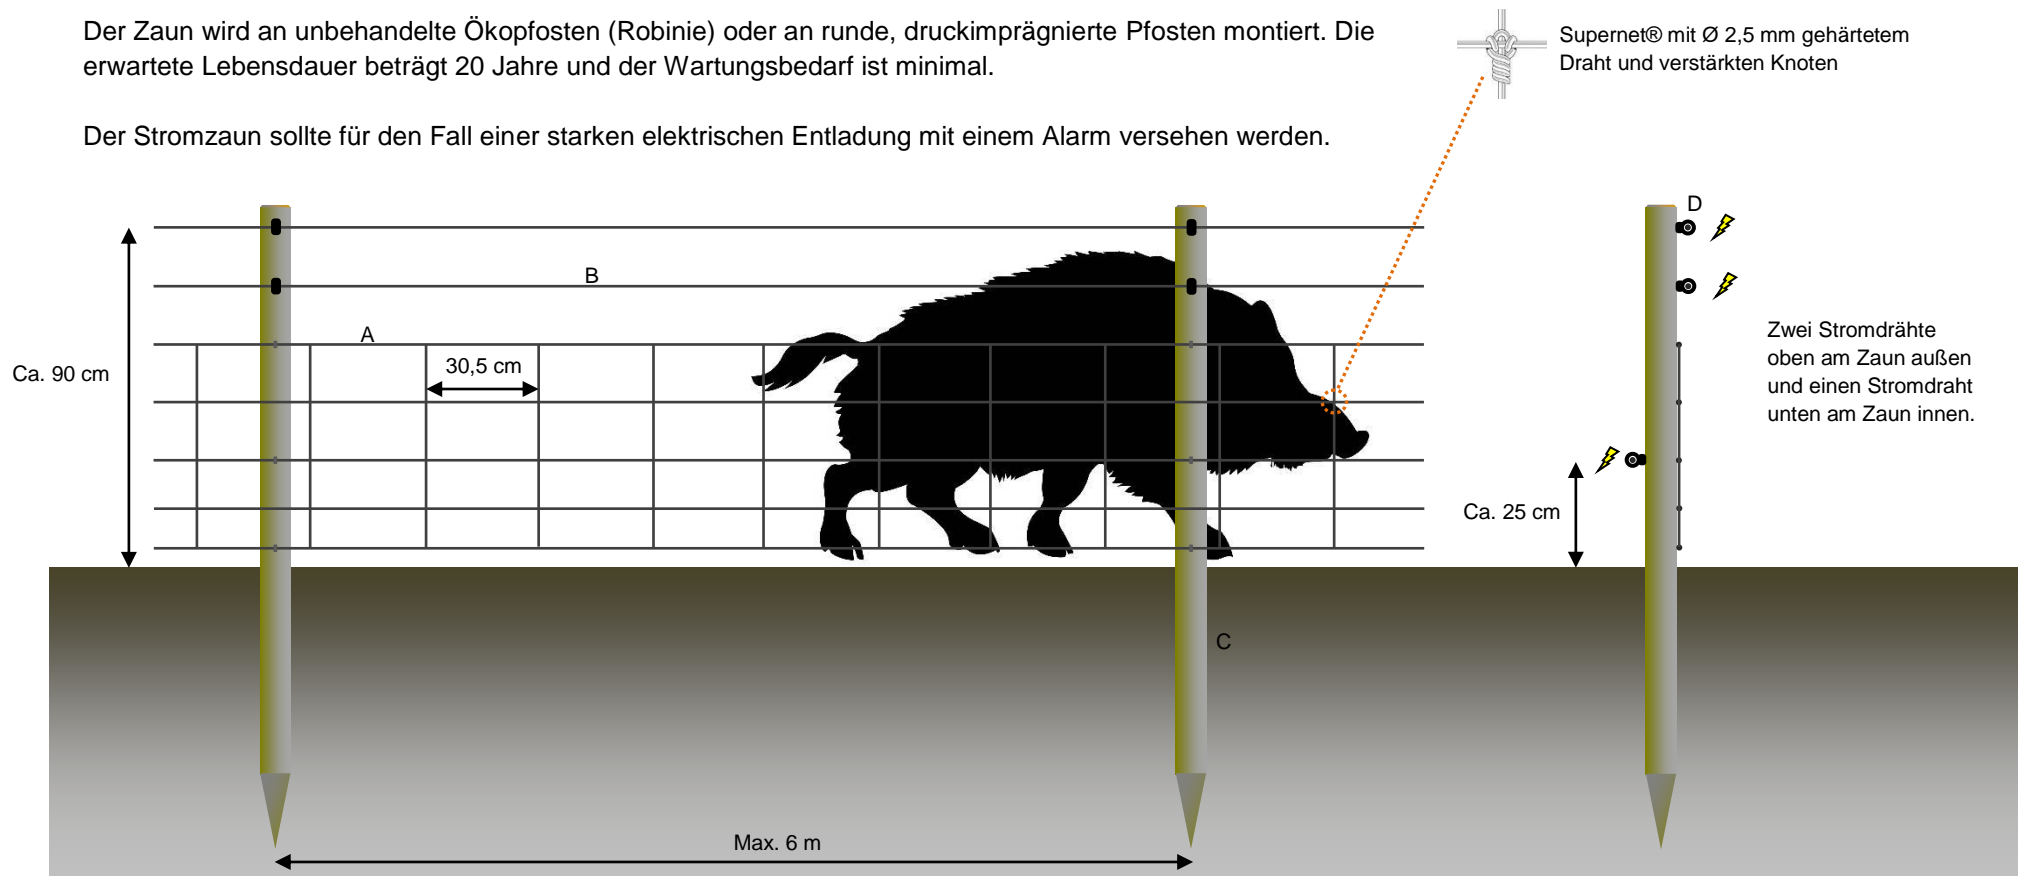 Der Zaun wird an unbehandelte Ökopfosten (Robinie) oder an runde, druckimprägnierte Pfosten montiert. Die
erwartete Lebensdauer beträgt 20 Jahre und der Wartungsbedarf ist minimal.
Der Stromzaun sollte für den Fall einer starken elektrischen Entladung mit einem Alarm versehen werden.
Supernet® mit Ø 2,5 mm gehärtetem
Draht und verstärkten Knoten
D
B
A
Ca. 90 cm
30,5 cm
Zwei Stromdrähte
oben am Zaun außen
und einen Stromdraht
unten am Zaun innen.
Ca. 25 cm
C
Max. 6 m